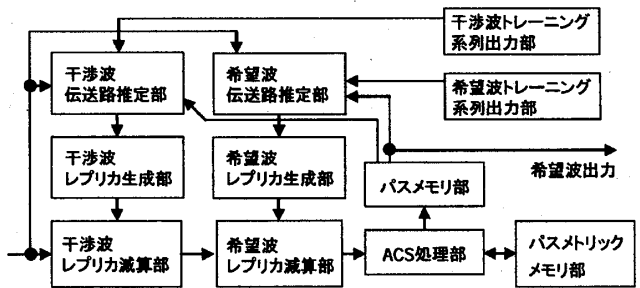 干渉波トレーニング
系列出力部
干渉波
伝送路推定部
希望波
伝送路推定部
希望波トレーニング
系列出力部
干渉波
レプリカ生成部
希望波
レプリカ生成部
パスメモリ部
希望波出力
干渉波
レプリカ減算部
希望波
レプリカ減算部
ACS処理部
パスメトリック
メモリ部